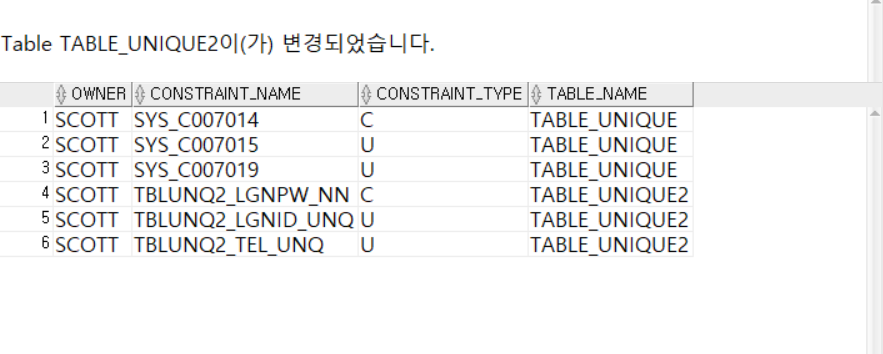 Table TABLE_UNIQUE2이(가) 변경되었습니다.
OWNER CONSTRAINT_NAME CONSTRAINT_TYPE TABLE_NAME
1 SCOTT SYS_C007014 C TABLE_UNIQUE
2 SCOTT SYS_C007015 U TABLE_UNIQUE
3 SCOTT SYS_C007019 U TABLE_UNIQUE
4 SCOTT TBLUNQ2_LGNPW_NN C TABLE_UNIQUE2
5 SCOTT TBLUNQ2_LGNID_UNQ U TABLE_UNIQUE2
6 SCOTT TBLUNQ2_TEL_UNQ U TABLE_UNIQUE2